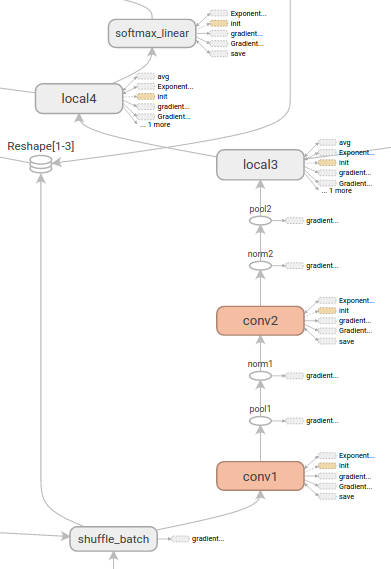 softmax_linear
Exponent...
init
gradient...
Gradient...
save
local4
avg
Exponent...
init
gradient...
Gradient...
... 1 more
Reshape[1-3]
local3
avg
Exponent...
init
gradient...
Gradient...
... 1 more
pool2
gradient...
norm2
gradient...
conv2
Exponent...
init
gradient...
Gradient...
save
norm1
gradient...
pool1
gradient...
conv1
Exponent...
init
gradient...
Gradient...
save
shuffle_batch
gradient...